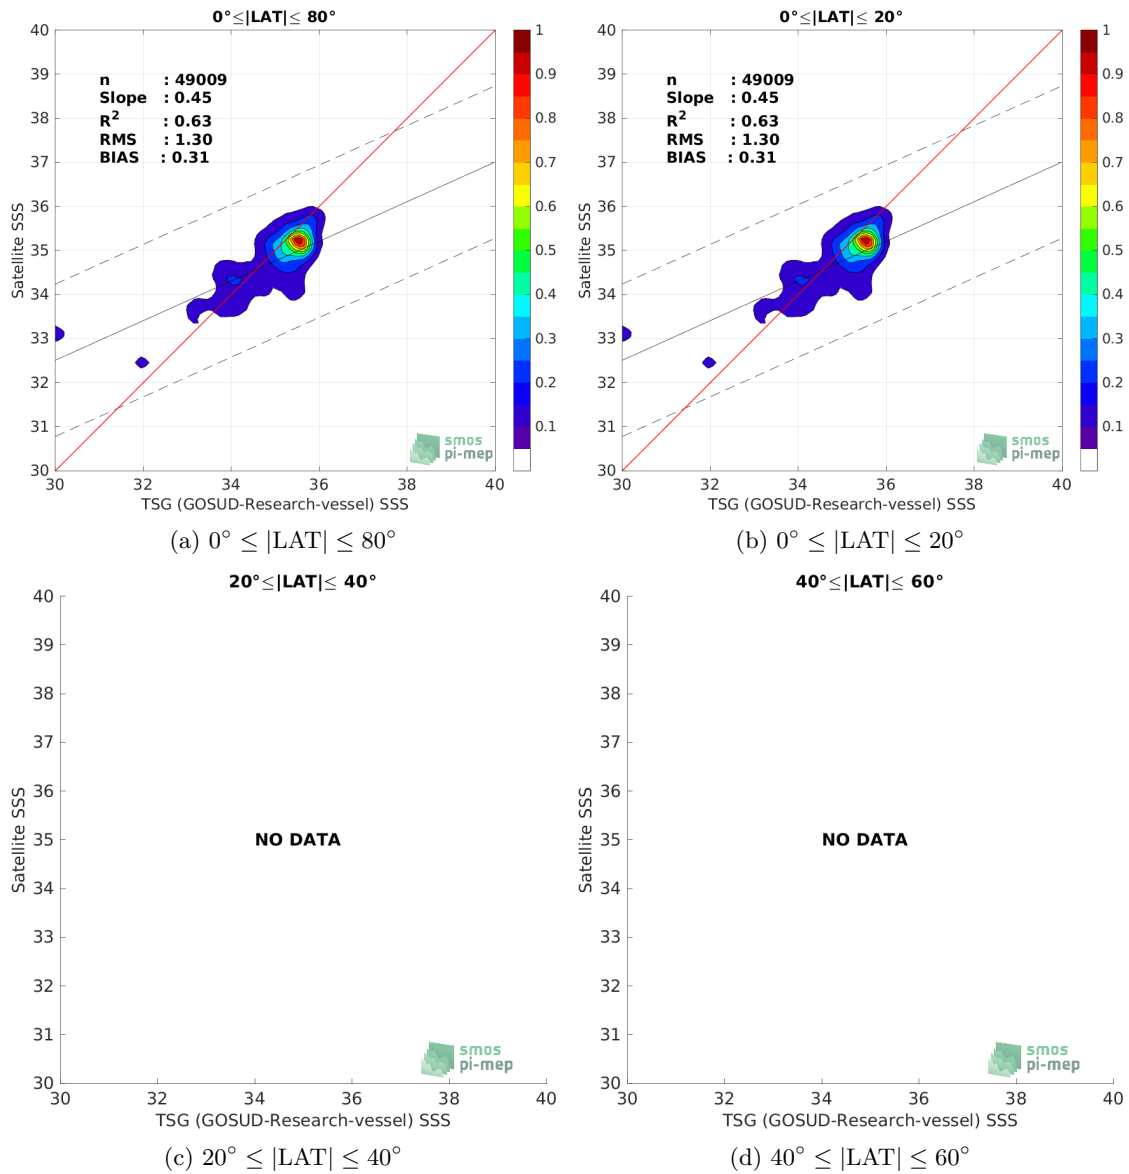 0°≤|LAT|≤ 80°
40
39
38
37
36
35
34
33
32
31
30
Satellite SSS
n : 49009
Slope : 0.45
R² : 0.63
RMS : 1.30
BIAS : 0.31
smos
pi-mep
30 32 34 36 38 40
TSG (GOSUD-Research-vessel) SSS
1
0.9
0.8
0.7
0.6
0.5
0.4
0.3
0.2
0.1
(a) 0° ≤ |LAT| ≤ 80°
0°≤|LAT|≤ 20°
40
39
38
37
36
35
34
33
32
31
30
Satellite SSS
n : 49009
Slope : 0.45
R² : 0.63
RMS : 1.30
BIAS : 0.31
smos
pi-mep
30 32 34 36 38 40
TSG (GOSUD-Research-vessel) SSS
1
0.9
0.8
0.7
0.6
0.5
0.4
0.3
0.2
0.1
(b) 0° ≤ |LAT| ≤ 20°
20°≤|LAT|≤ 40°
40
39
38
37
36
35
34
33
32
31
30
Satellite SSS
NO DATA
smos
pi-mep
30 32 34 36 38 40
TSG (GOSUD-Research-vessel) SSS
(c) 20° ≤ |LAT| ≤ 40°
40°≤|LAT|≤ 60°
40
39
38
37
36
35
34
33
32
31
30
Satellite SSS
NO DATA
smos
pi-mep
30 32 34 36 38 40
TSG (GOSUD-Research-vessel) SSS
(d) 40° ≤ |LAT| ≤ 60°